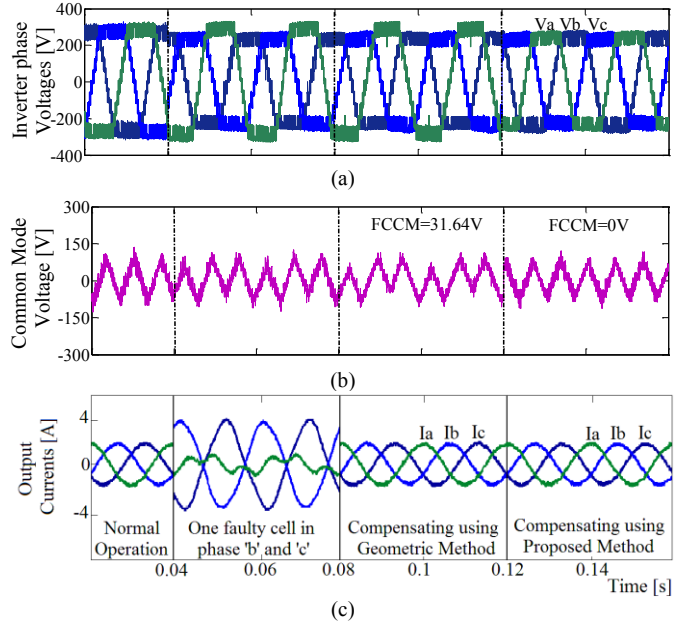 Inverter phase
Voltages [V]
400
200
0
-200
-400
Va Vb Vc
(a)
Common Mode
Voltage [V]
300
150
0
-150
-300
FCCM=31.64V
FCCM=0V
(b)
Output
Currents [A]
4
0
-4
Ia Ib Ic
Ia Ib Ic
Normal
Operation
One faulty cell in
phase 'b' and 'c'
Compensating using
Geometric Method
Compensating using
Proposed Method
0.04 0.06 0.08 0.1 0.12 0.14
Time [s]
(c)